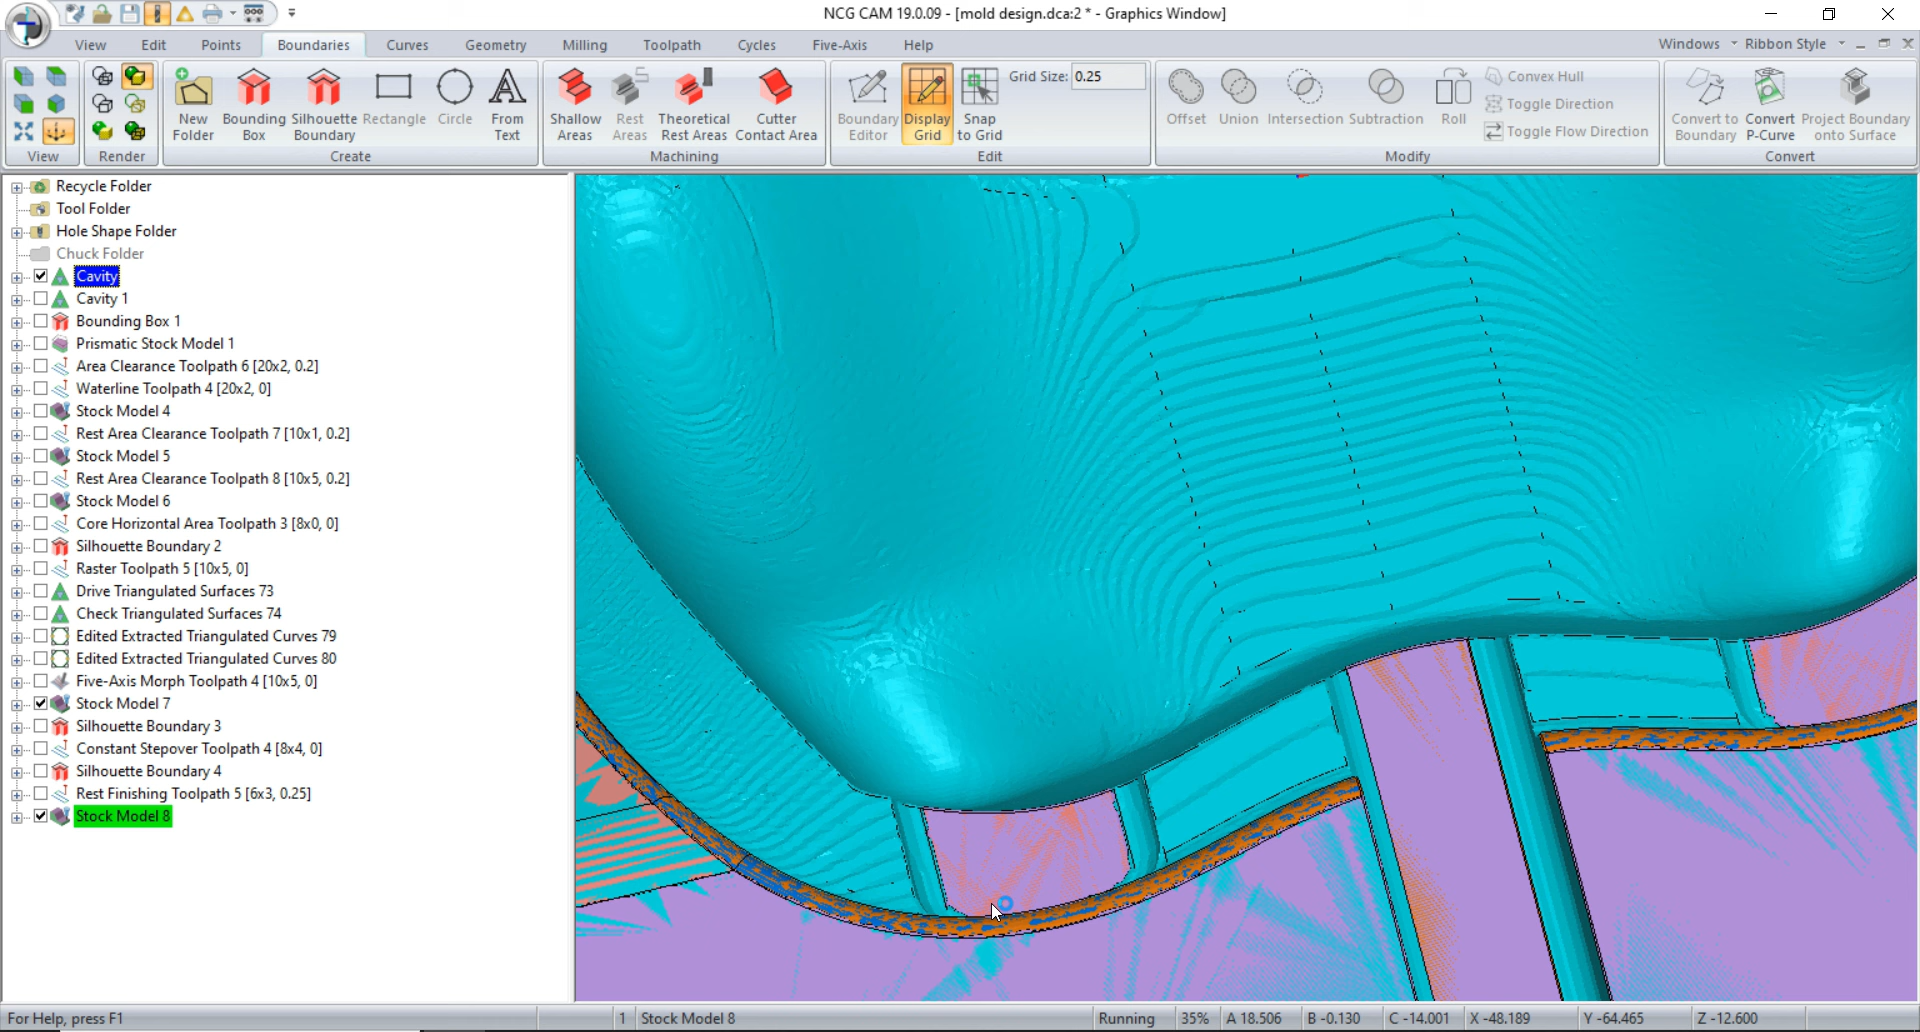 NCG CAM 19.0.09 - [mold design.dca:2 * - Graphics Window]
View Edit Points Boundaries Curves Geometry Milling Toolpath Cycles Five-Axis Help Windows Ribbon Style
New Folder
Bounding Box
Silhouette Boundary
Rectangle
Circle
From Text
Shallow Areas
Rest Areas
Theoretical Rest Areas
Cutter Contact Area
Boundary Editor
Display Grid
Snap to Grid
Grid Size: 0.25
Offset
Union
Intersection
Subtraction
Roll
Convex Hull
Toggle Direction
Toggle Flow Direction
Convert to Boundary
Convert P-Curve
Project Boundary onto Surface
View Render Create Machining Edit Modify Convert
Recycle Folder
Tool Folder
Hole Shape Folder
Chuck Folder
Cavity
Cavity 1
Bounding Box 1
Prismatic Stock Model 1
Area Clearance Toolpath 6 [20x2, 0.2]
Waterline Toolpath 4 [20x2, 0]
Stock Model 4
Rest Area Clearance Toolpath 7 [10x1, 0.2]
Stock Model 5
Rest Area Clearance Toolpath 8 [10x5, 0.2]
Stock Model 6
Core Horizontal Area Toolpath 3 [8x0, 0]
Silhouette Boundary 2
Raster Toolpath 5 [10x5, 0]
Drive Triangulated Surfaces 73
Check Triangulated Surfaces 74
Edited Extracted Triangulated Curves 79
Edited Extracted Triangulated Curves 80
Five-Axis Morph Toolpath 4 [10x5, 0]
Stock Model 7
Silhouette Boundary 3
Constant Stepover Toolpath 4 [8x4, 0]
Silhouette Boundary 4
Rest Finishing Toolpath 5 [6x3, 0.25]
Stock Model 8
For Help, press F1 1 Stock Model 8 Running 35% A 18.506 B -0.130 C -14.001 X -48.189 Y -64.465 Z -12.600